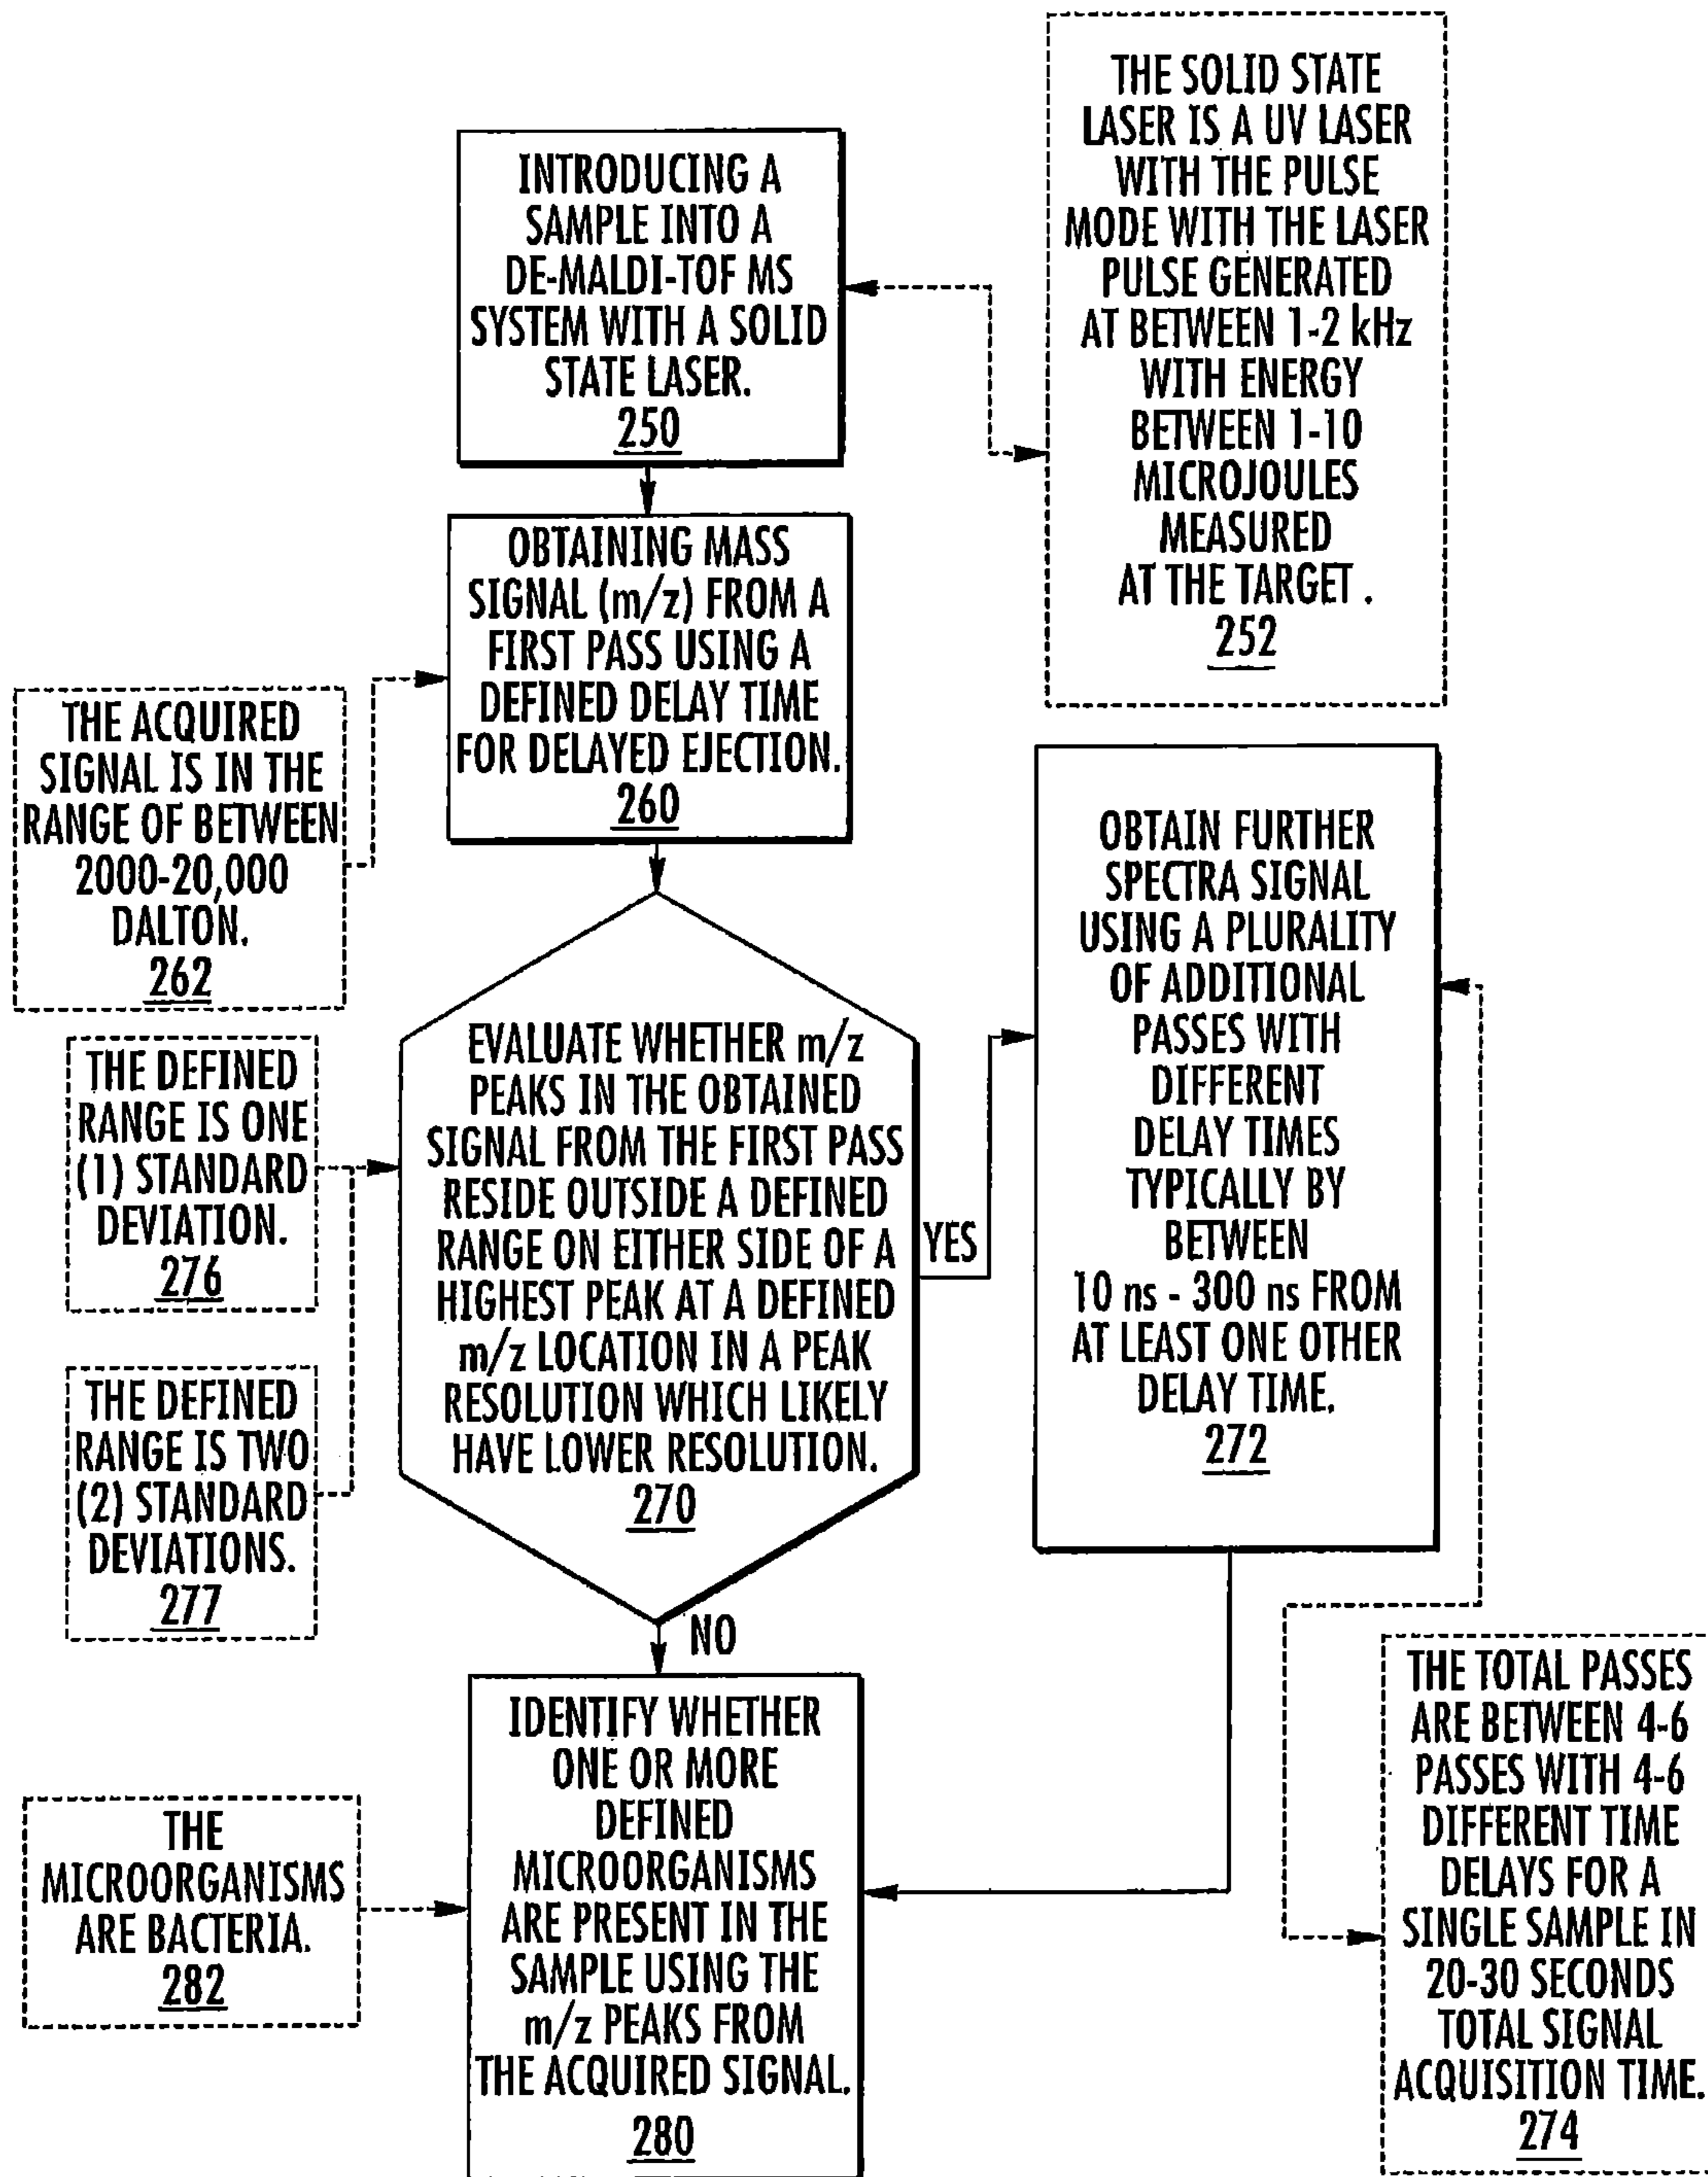 INTRODUCING A
SAMPLE INTO A
DE-MALDI-TOF MS
SYSTEM WITH A SOLID
STATE LASER.
250
THE SOLID STATE
LASER IS A UV LASER
WITH THE PULSE
MODE WITH THE LASER
PULSE GENERATED
AT BETWEEN 1-2 kHz
WITH ENERGY
BETWEEN 1-10
MICROJOULES
MEASURED
AT THE TARGET .
252
OBTAINING MASS
SIGNAL (m/z) FROM A
FIRST PASS USING A
DEFINED DELAY TIME
FOR DELAYED EJECTION.
260
THE ACQUIRED
SIGNAL IS IN THE
RANGE OF BETWEEN
2000-20,000
DALTON.
262
EVALUATE WHETHER m/z
PEAKS IN THE OBTAINED
SIGNAL FROM THE FIRST PASS
RESIDE OUTSIDE A DEFINED
RANGE ON EITHER SIDE OF A
HIGHEST PEAK AT A DEFINED
m/z LOCATION IN A PEAK
RESOLUTION WHICH LIKELY
HAVE LOWER RESOLUTION.
270
THE DEFINED
RANGE IS ONE
(1) STANDARD
DEVIATION.
276
THE DEFINED
RANGE IS TWO
(2) STANDARD
DEVIATIONS.
277
YES
OBTAIN FURTHER
SPECTRA SIGNAL
USING A PLURALITY
OF ADDITIONAL
PASSES WITH
DIFFERENT
DELAY TIMES
TYPICALLY BY
BETWEEN
10 ns - 300 ns FROM
AT LEAST ONE OTHER
DELAY TIME.
272
NO
IDENTIFY WHETHER
ONE OR MORE
DEFINED
MICROORGANISMS
ARE PRESENT IN THE
SAMPLE USING THE
m/z PEAKS FROM
THE ACQUIRED SIGNAL.
280
THE
MICROORGANISMS
ARE BACTERIA.
282
THE TOTAL PASSES
ARE BETWEEN 4-6
PASSES WITH 4-6
DIFFERENT TIME
DELAYS FOR A
SINGLE SAMPLE IN
20-30 SECONDS
TOTAL SIGNAL
ACQUISITION TIME.
274